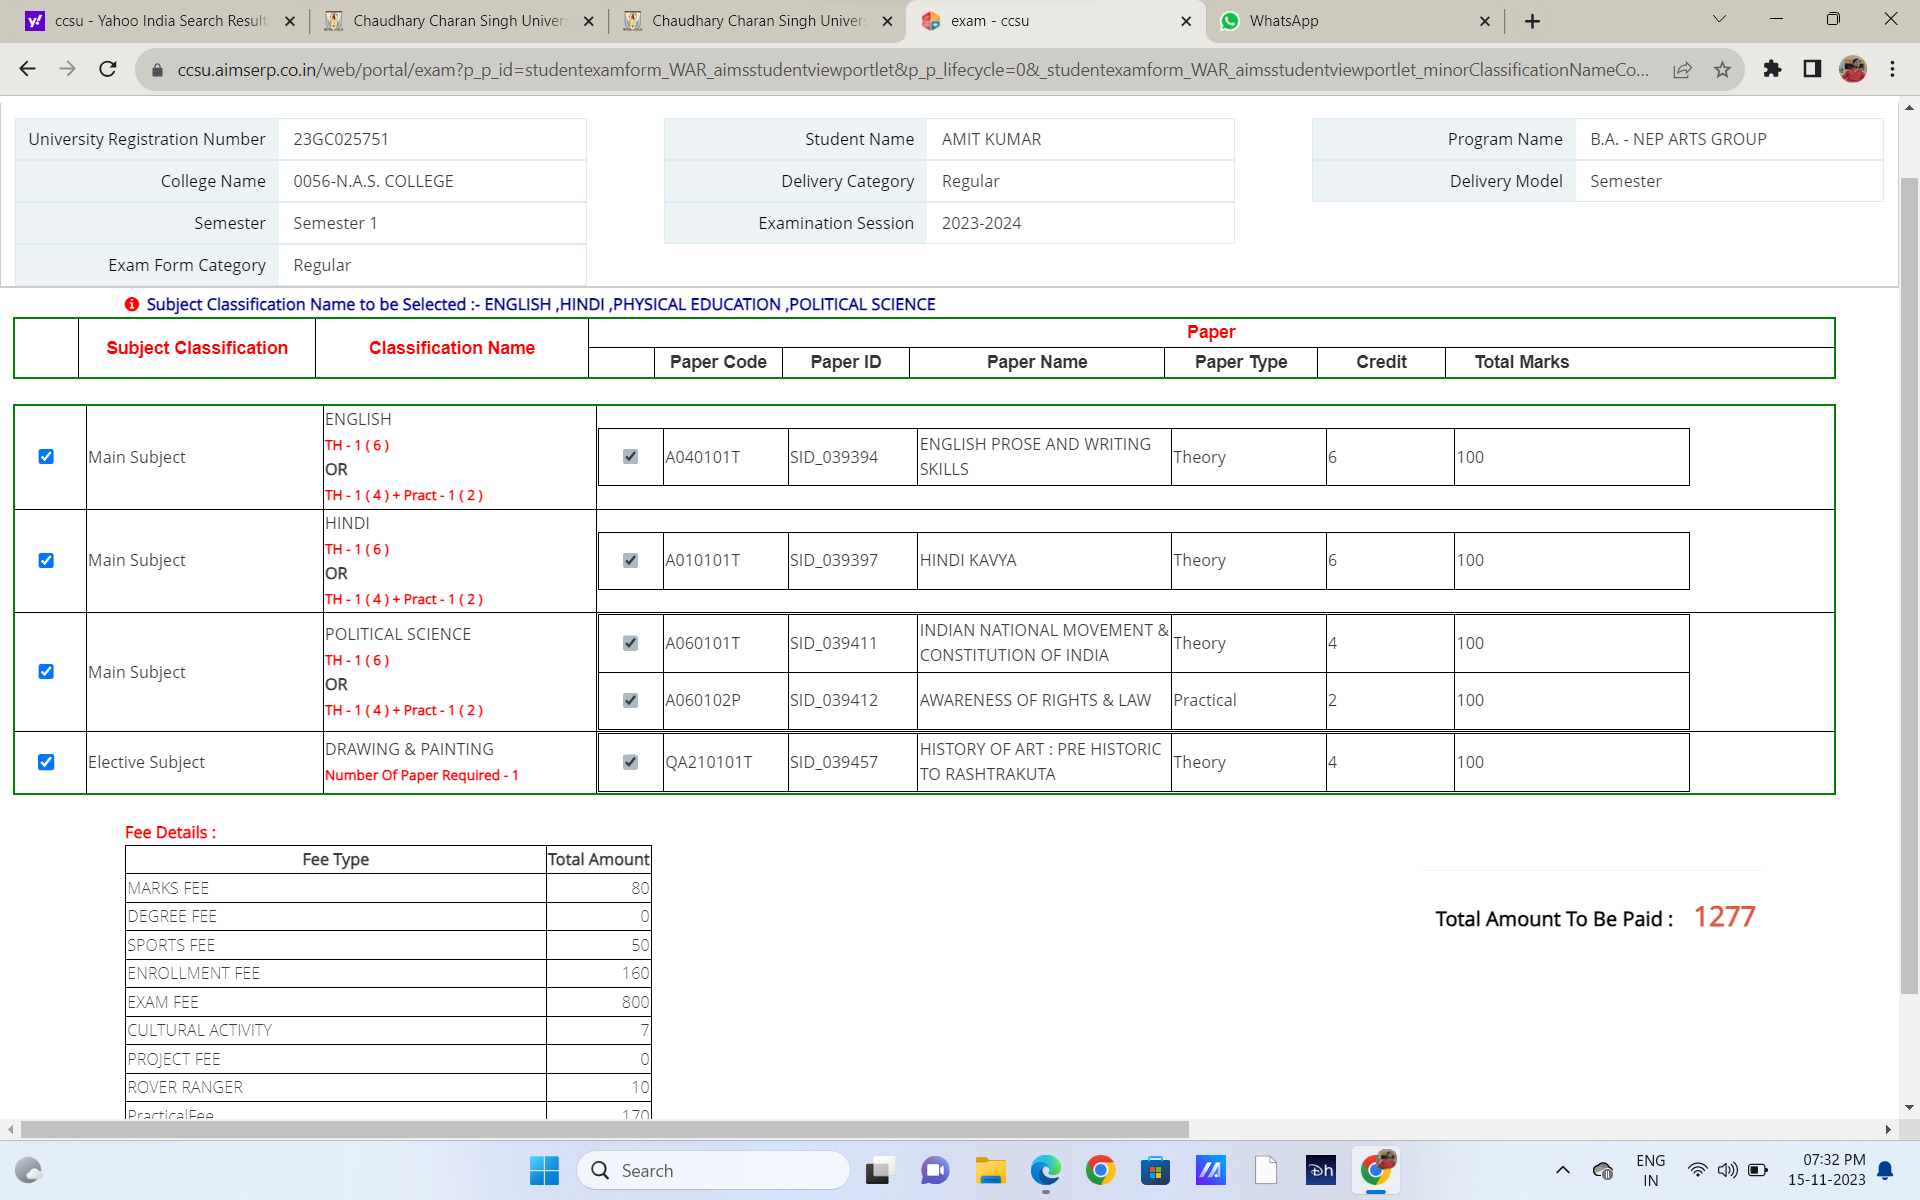 ccsu - Yahoo India Search Result
Chaudhary Charan Singh Univers
Chaudhary Charan Singh Univers
exam - ccsu
WhatsApp
ccsu.aimserp.co.in/web/portal/exam?p_p_id=studentexamform_WAR_aimsstudentviewportlet&p_p_lifecycle=0&_studentexamform_WAR_aimsstudentviewportlet_minorClassificationNameCo...
University Registration Number 23GC025751 Student Name AMIT KUMAR Program Name B.A. - NEP ARTS GROUP
College Name 0056-N.A.S. COLLEGE Delivery Category Regular Delivery Model Semester
Semester Semester 1 Examination Session 2023-2024
Exam Form Category Regular
Subject Classification Name to be Selected :- ENGLISH ,HINDI ,PHYSICAL EDUCATION ,POLITICAL SCIENCE
Subject Classification Classification Name Paper
Paper Code Paper ID Paper Name Paper Type Credit Total Marks
Main Subject
ENGLISH
TH - 1 ( 6 )
OR
TH - 1 ( 4 ) + Pract - 1 ( 2 )
A040101T SID_039394 ENGLISH PROSE AND WRITING
SKILLS
Theory 6 100
Main Subject
HINDI
TH - 1 ( 6 )
OR
TH - 1 ( 4 ) + Pract - 1 ( 2 )
A010101T SID_039397 HINDI KAVYA Theory 6 100
Main Subject
POLITICAL SCIENCE
TH - 1 ( 6 )
OR
TH - 1 ( 4 ) + Pract - 1 ( 2 )
A060101T SID_039411 INDIAN NATIONAL MOVEMENT &
CONSTITUTION OF INDIA
Theory 4 100
A060102P SID_039412 AWARENESS OF RIGHTS & LAW Practical 2 100
Elective Subject
DRAWING & PAINTING
Number Of Paper Required - 1
QA210101T SID_039457 HISTORY OF ART : PRE HISTORIC
TO RASHTRAKUTA
Theory 4 100
Fee Details :
Fee Type Total Amount
MARKS FEE 80
DEGREE FEE 0
SPORTS FEE 50
ENROLLMENT FEE 160
EXAM FEE 800
CULTURAL ACTIVITY 7
PROJECT FEE 0
ROVER RANGER 10
PracticalFee 170
Total Amount To Be Paid : 1277
Search
Dh
ENG
IN
07:32 PM
15-11-2023